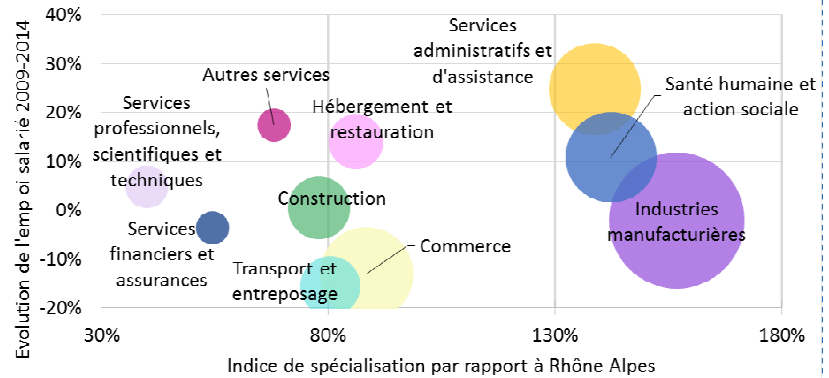 40%
30%
20%
10%
0%
-10%
-20%
Evolution de l'emploi salarié 2009-2014
Services
administratifs et
d'assistance
Autres services
Santé humaine et
action sociale
Services
professionnels,
scientifiques et
techniques
Hébergement et
restauration
Construction
Industries
manufacturières
Services
financiers et
assurances
Commerce
Transport et
entreposage
30%
80%
130%
180%
Indice de spécialisation par rapport à Rhône Alpes